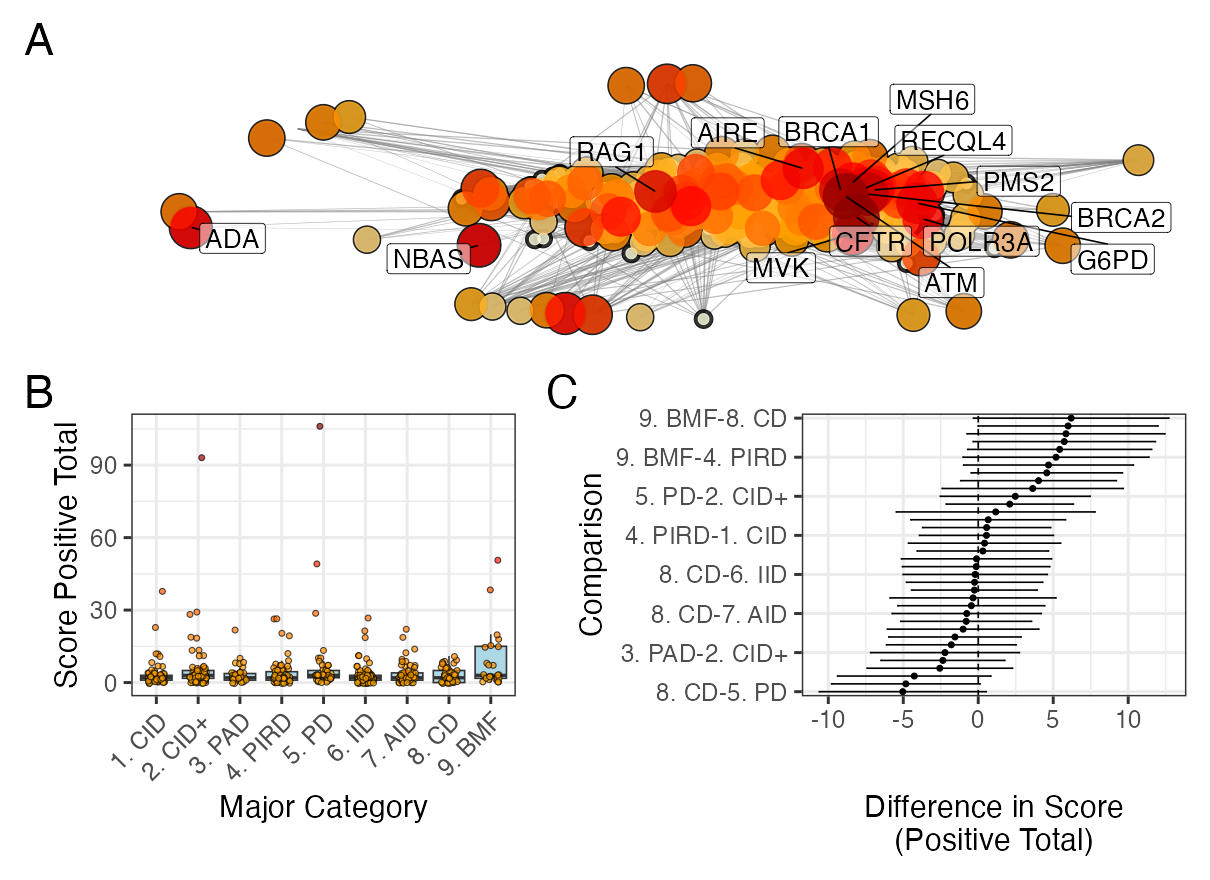 A
MSH6
AIRE
BRCA1
RECQL4
RAG1
PMS2
BRCA2
ADA
NBAS
CFTR
POLR3A
G6PD
MVK
ATM
B
Score Positive Total
90
60
30
0
1. CID
2. CID+
3. PAD
4. PIRD
5. PD
6. IID
7. AID
8. CD
9. BMF
Major Category
C
Comparison
9. BMF-8. CD
9. BMF-4. PIRD
5. PD-2. CID+
4. PIRD-1. CID
8. CD-6. IID
8. CD-7. AID
3. PAD-2. CID+
8. CD-5. PD
-10 -5 0 5 10
Difference in Score
(Positive Total)